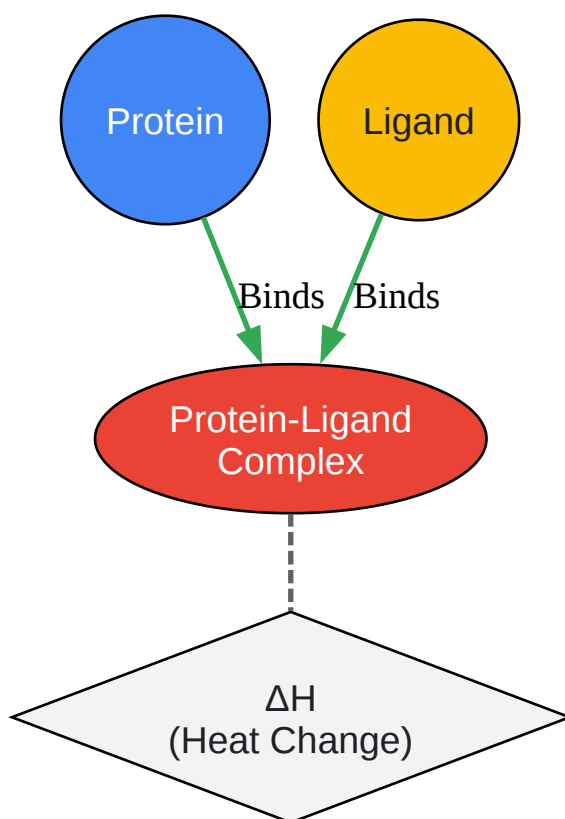 Protein
Ligand
Binds
Binds
Protein-Ligand
Complex
ΔH
(Heat Change)